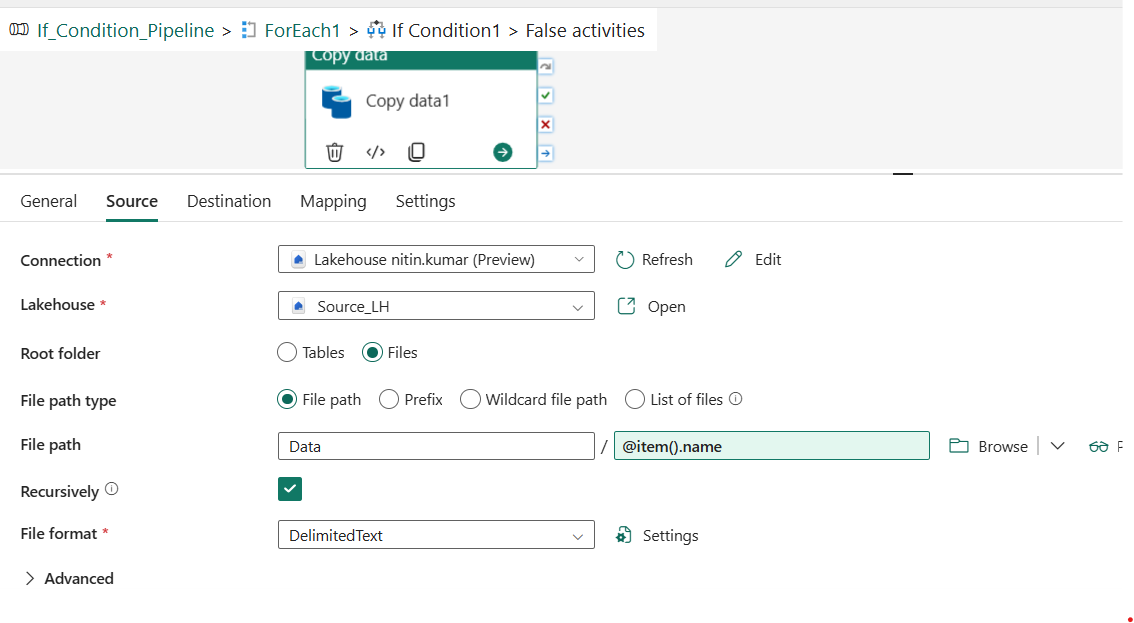 If_Condition_Pipeline > ForEach1 > If Condition1 > False activities
Copy data
Copy data1
General Source Destination Mapping Settings
Connection * Lakehouse nitin.kumar (Preview) Refresh Edit
Lakehouse * Source_LH Open
Root folder Tables Files
File path type File path Prefix Wildcard file path List of files
File path Data / @item().name Browse
Recursively
File format * DelimitedText Settings
Advanced